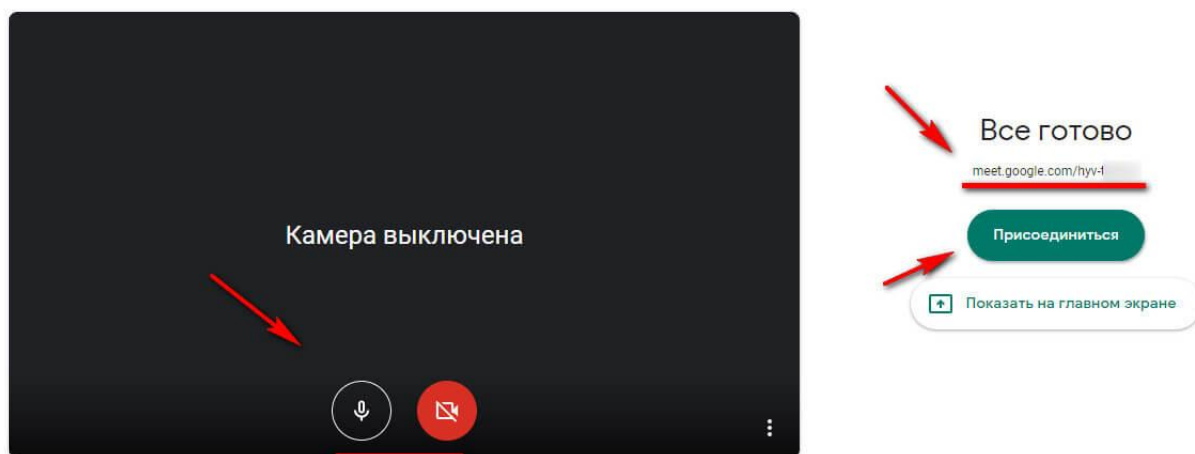 Камера выключена
Все готово
meet.google.com/hyv-
Присоединиться
Показать на главном экране